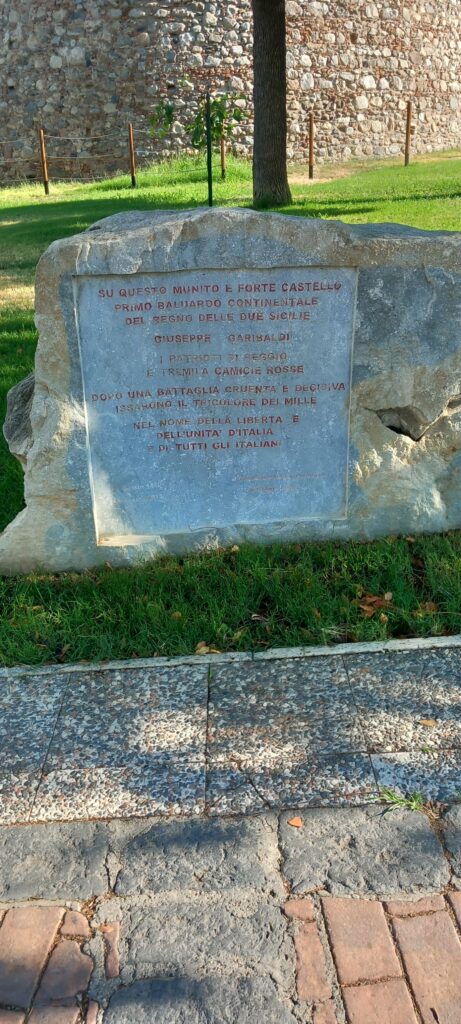 SU QUESTO MUNITO E FORTE CASTELLO
PRIMO BALUARDO CONTINENTALE
DEL REGNO DELLE DUE SICILIE
GIUSEPPE GARIBALDI
I PATRIOTI DI REGGIO
E TREMILA CAMICIE ROSSE
DOPO UNA BATTAGLIA CRUENTA E DECISIVA
ISSARONO IL TRICOLORE DEI MILLE
NEL NOME DELLA LIBERTA' E
DELL'UNITA' D'ITALIA
E DI TUTTI GLI ITALIANI